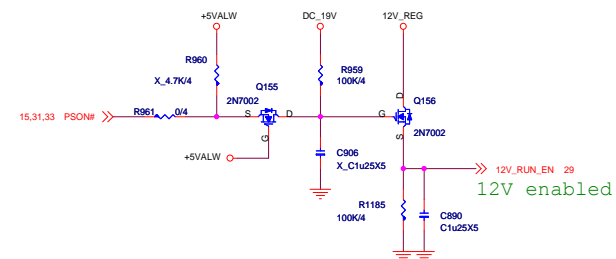 +5VALW DC_19V 12V_REG
R960
X_4.7K/4
Q155
2N7002
R959
100K/4
Q156
2N7002
D
G
S
15,31,33 PSON#
R961 0/4
S D
G
+5VALW
C906
X_C1u25X5
12V_RUN_EN 29
12V enabled
R1185
100K/4
C890
C1u25X5